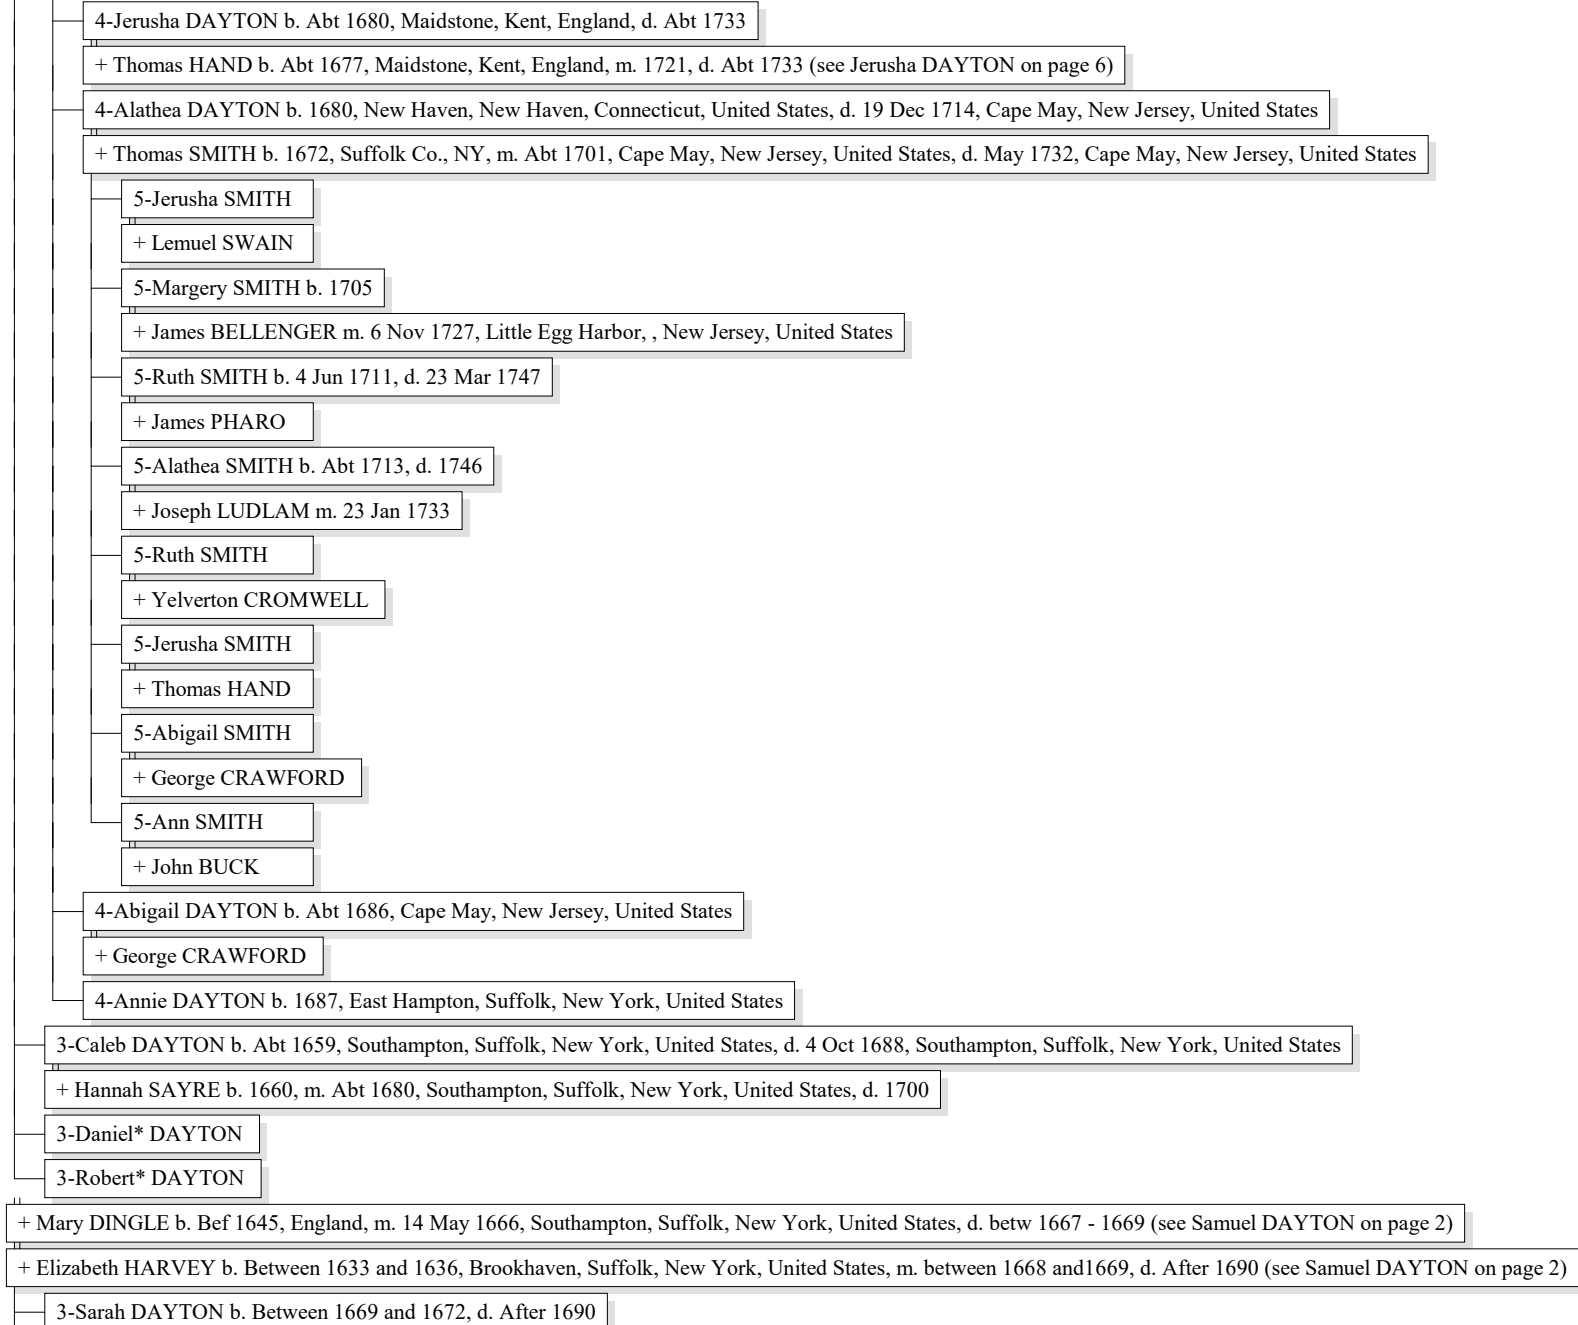 4-Jerusha DAYTON b. Abt 1680, Maidstone, Kent, England, d. Abt 1733
+ Thomas HAND b. Abt 1677, Maidstone, Kent, England, m. 1721, d. Abt 1733 (see Jerusha DAYTON on page 6)
4-Alathea DAYTON b. 1680, New Haven, New Haven, Connecticut, United States, d. 19 Dec 1714, Cape May, New Jersey, United States
+ Thomas SMITH b. 1672, Suffolk Co., NY, m. Abt 1701, Cape May, New Jersey, United States, d. May 1732, Cape May, New Jersey, United States
5-Jerusha SMITH
+ Lemuel SWAIN
5-Margery SMITH b. 1705
+ James BELLENGER m. 6 Nov 1727, Little Egg Harbor, , New Jersey, United States
5-Ruth SMITH b. 4 Jun 1711, d. 23 Mar 1747
+ James PHARO
5-Alathea SMITH b. Abt 1713, d. 1746
+ Joseph LUDLAM m. 23 Jan 1733
5-Ruth SMITH
+ Yelverton CROMWELL
5-Jerusha SMITH
+ Thomas HAND
5-Abigail SMITH
+ George CRAWFORD
5-Ann SMITH
+ John BUCK
4-Abigail DAYTON b. Abt 1686, Cape May, New Jersey, United States
+ George CRAWFORD
4-Annie DAYTON b. 1687, East Hampton, Suffolk, New York, United States
3-Caleb DAYTON b. Abt 1659, Southampton, Suffolk, New York, United States, d. 4 Oct 1688, Southampton, Suffolk, New York, United States
+ Hannah SAYRE b. 1660, m. Abt 1680, Southampton, Suffolk, New York, United States, d. 1700
3-Daniel* DAYTON
3-Robert* DAYTON
+ Mary DINGLE b. Bef 1645, England, m. 14 May 1666, Southampton, Suffolk, New York, United States, d. betw 1667 - 1669 (see Samuel DAYTON on page 2)
+ Elizabeth HARVEY b. Between 1633 and 1636, Brookhaven, Suffolk, New York, United States, m. between 1668 and1669, d. After 1690 (see Samuel DAYTON on page 2)
3-Sarah DAYTON b. Between 1669 and 1672, d. After 1690